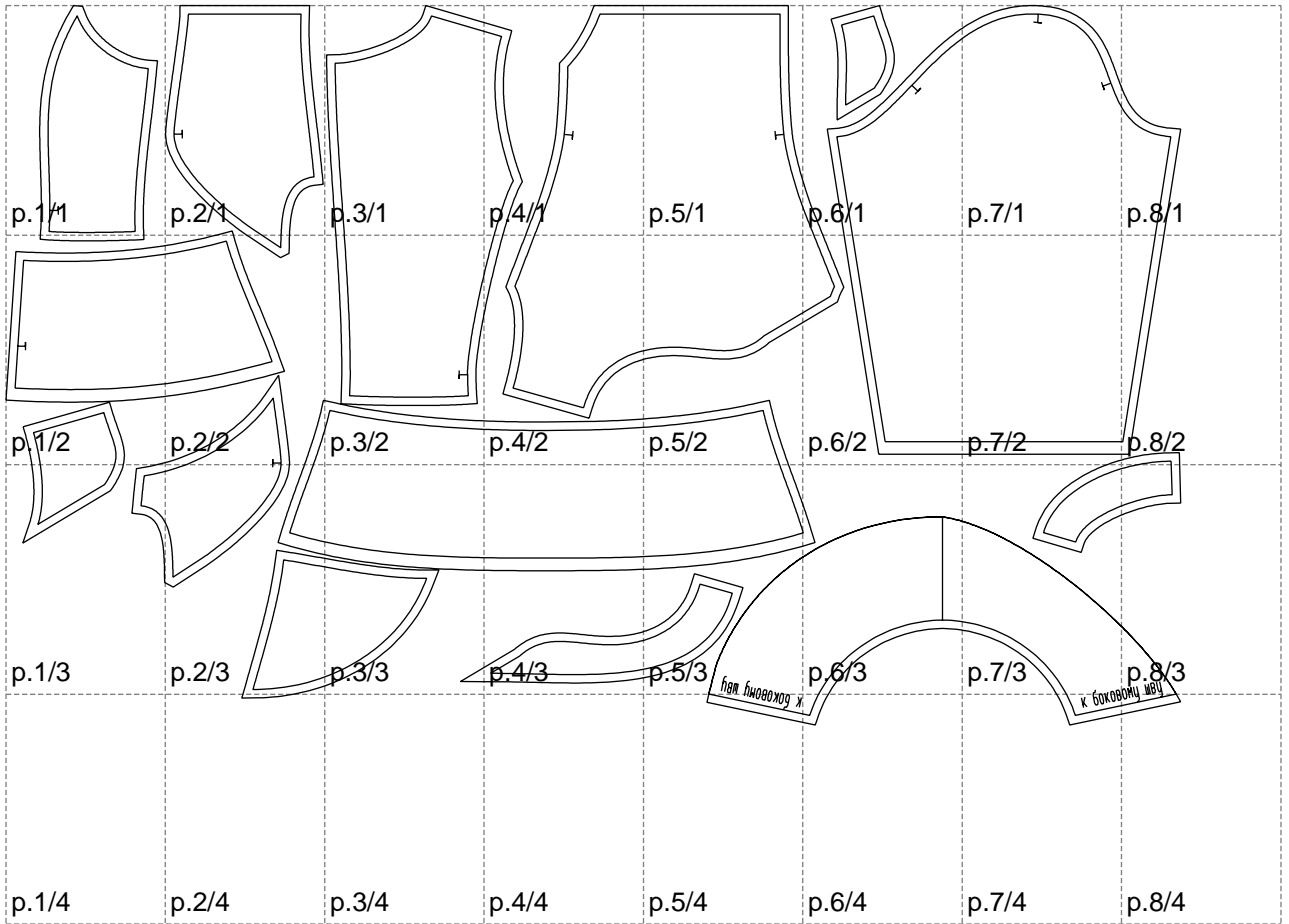 p.1/1 p.2/1 p.3/1 p.4/1 p.5/1 p.6/1 p.7/1 p.8/1
p.1/2 p.2/2 p.3/2 p.4/2 p.5/2 p.6/2 p.7/2 p.8/2
p.1/3 p.2/3 p.3/3 p.4/3 p.5/3 p.6/3 p.7/3 p.8/3
к боковому шву
к боковому шву
p.1/4 p.2/4 p.3/4 p.4/4 p.5/4 p.6/4 p.7/4 p.8/4